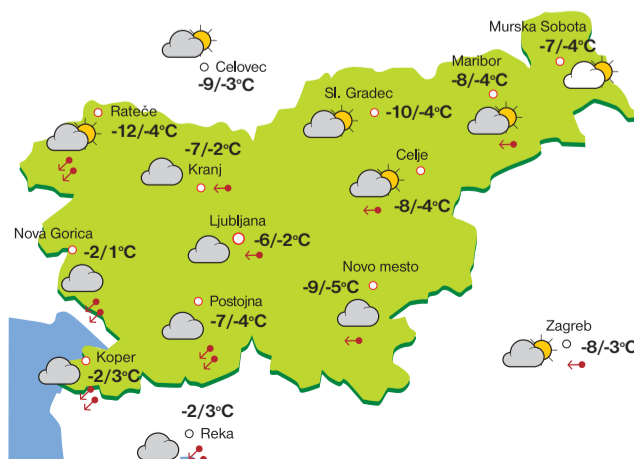 Murska Sobota
-7/-4°C
Celovec
-9/-3°C
Maribor
-8/-4°C
Sl. Gradec
-10/-4°C
Rateče
-12/-4°C
-7/-2°C
Kranj
Celje
-8/-4°C
Ljubljana
-6/-2°C
Nova Gorica
-2/1°C
Novo mesto
-9/-5°C
Postojna
-7/-4°C
Zagreb
-8/-3°C
Koper
-2/3°C
-2/3°C
Reka